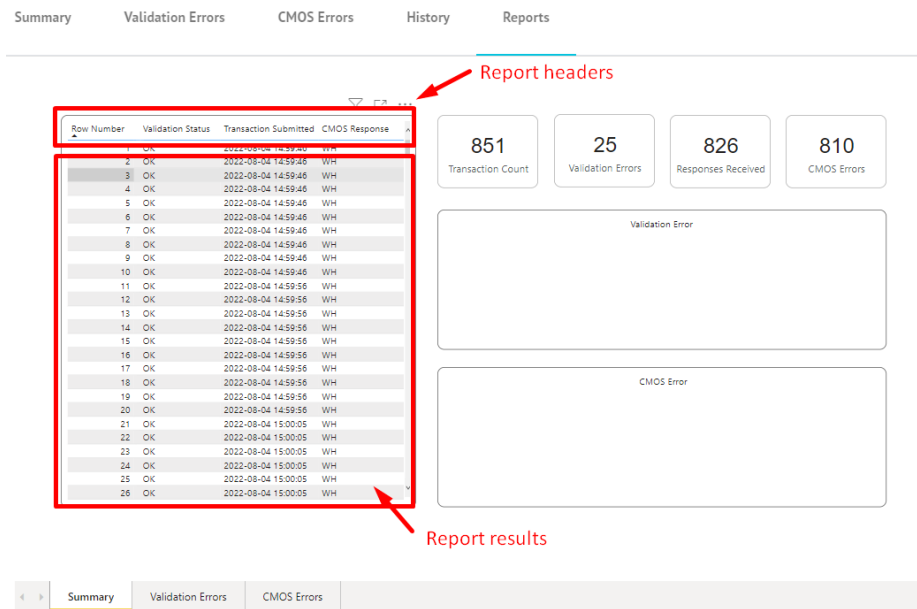 Summary Validation Errors CMOS Errors History Reports
Report headers
Row Number Validation Status Transaction Submitted CMOS Response
1 OK 2022-08-04 14:59:46 WH
2 OK 2022-08-04 14:59:46 WH
3 OK 2022-08-04 14:59:46 WH
4 OK 2022-08-04 14:59:46 WH
5 OK 2022-08-04 14:59:46 WH
6 OK 2022-08-04 14:59:46 WH
7 OK 2022-08-04 14:59:46 WH
8 OK 2022-08-04 14:59:46 WH
9 OK 2022-08-04 14:59:46 WH
10 OK 2022-08-04 14:59:46 WH
11 OK 2022-08-04 14:59:56 WH
12 OK 2022-08-04 14:59:56 WH
13 OK 2022-08-04 14:59:56 WH
14 OK 2022-08-04 14:59:56 WH
15 OK 2022-08-04 14:59:56 WH
16 OK 2022-08-04 14:59:56 WH
17 OK 2022-08-04 14:59:56 WH
18 OK 2022-08-04 14:59:56 WH
19 OK 2022-08-04 14:59:56 WH
20 OK 2022-08-04 14:59:56 WH
21 OK 2022-08-04 15:00:05 WH
22 OK 2022-08-04 15:00:05 WH
23 OK 2022-08-04 15:00:05 WH
24 OK 2022-08-04 15:00:05 WH
25 OK 2022-08-04 15:00:05 WH
26 OK 2022-08-04 15:00:05 WH
851 25 826 810
Transaction Count Validation Errors Responses Received CMOS Errors
Validation Error
CMOS Error
Report results
Summary Validation Errors CMOS Errors